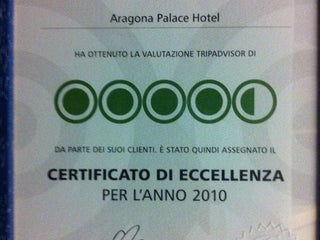 Aragona Palace Hotel
HA OTTENUTO LA VALUTAZIONE TRIPADVISOR DI
DA PARTE DEI SUOI CLIENTI. È STATO QUINDI ASSEGNATO IL
CERTIFICATO DI ECCELLENZA
PER L'ANNO 2010